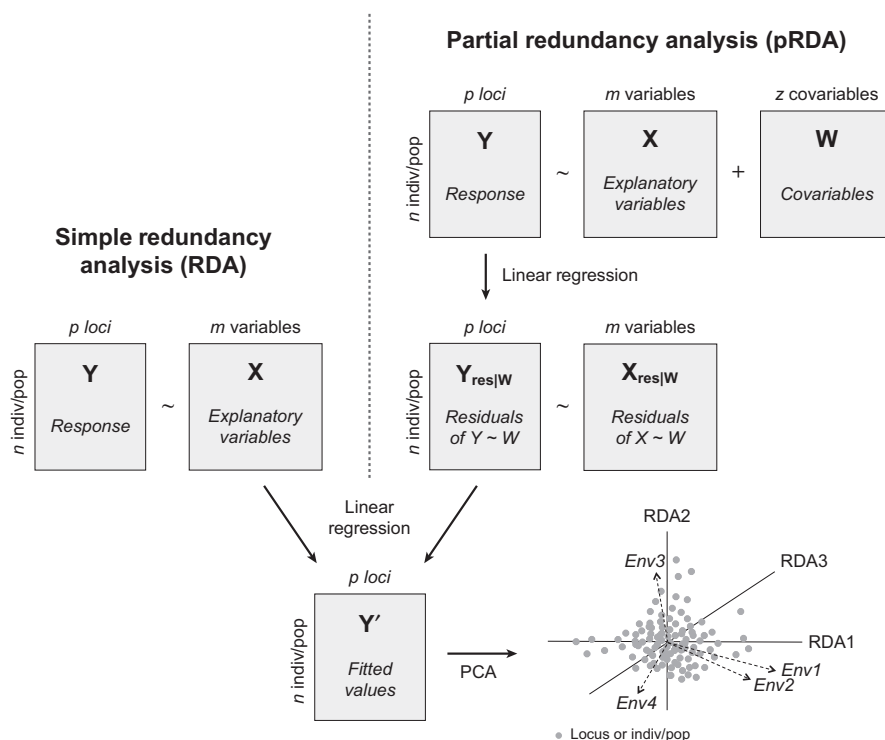 Partial redundancy analysis (pRDA)
p loci
m variables
z covariables
n indiv/pop
Y
Response
~
X
Explanatory
variables
+
W
Covariables
Linear regression
Simple redundancy
analysis (RDA)
p loci
m variables
n indiv/pop
Y
Response
~
X
Explanatory
variables
p loci
m variables
n indiv/pop
Yres|W
Residuals
of Y ~ W
~
Xres|W
Residuals
of X ~ W
Linear
regression
p loci
n indiv/pop
Y′
Fitted
values
PCA
RDA2
Env3
RDA3
RDA1
Env1
Env2
Env4
Locus or indiv/pop